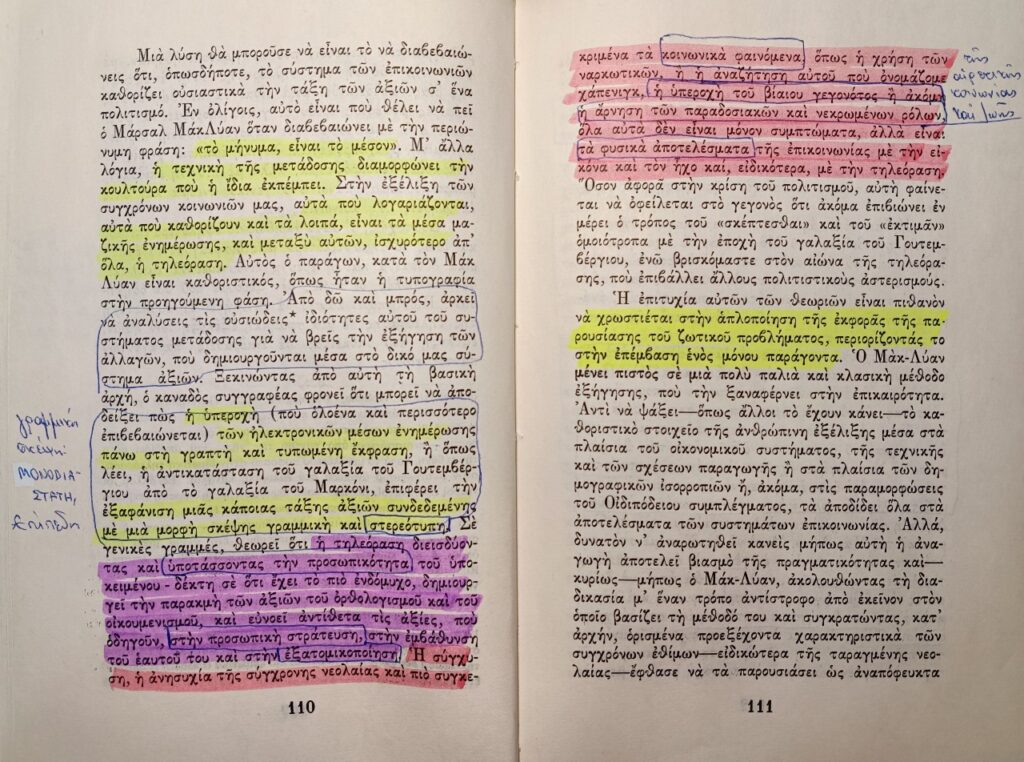 Μιὰ λύση θὰ μποροῦσε νὰ εἶναι τὸ νὰ διαβεβαιώ-
νεις ὅτι, ὁπωσδήποτε, τὸ σύστημα τῶν ἐπικοινωνιῶν
καθορίζει οὐσιαστικὰ τὴν τάξη τῶν ἀξιῶν σ' ἕνα
πολιτισμό. Ἐν ὀλίγοις, αὐτὸ εἶναι ποὺ θέλει νὰ πεῖ
ὁ Μάρσαλ Μὰκ Λύαν ὅταν διαβεβαιώνει μὲ τὴν περιώ-
νυμη φράση: «τὸ μήνυμα, εἶναι τὸ μέσον». Μ' ἄλλα
λόγια, ἡ τεχνικὴ τῆς μετάδοσης διαμορφώνει τὴν
κουλτούρα ποὺ ἡ ἴδια ἐκπέμπει. Στὴν ἐξέλιξη τῶν
συγχρόνων κοινωνιῶν μας, αὐτὰ ποὺ λογαριάζονται,
αὐτὰ ποὺ καθορίζουν καὶ τὰ λοιπά, εἶναι τὰ μέσα μα-
ζικῆς ἐνημέρωσης, καὶ μεταξὺ αὐτῶν, ἰσχυρότερο ἀπ'
ὅλα, ἡ τηλεόραση. Αὐτὸς ὁ παράγων, κατὰ τὸν Μὰκ
Λύαν εἶναι καθοριστικός, ὅπως ἦταν ἡ τυπογραφία
στὴν προηγούμενη φάση. Ἀπὸ δῶ καὶ μπρός, ἀρκεῖ
νὰ ἀναλύσεις τὶς οὐσιώδεις* ἰδιότητες αὐτοῦ τοῦ συ-
στήματος μετάδοσης γιὰ νὰ βρεῖς τὴν ἐξήγηση τῶν
ἀλλαγῶν, ποὺ δημιουργοῦνται μέσα στὸ δικό μας σύ-
στημα ἀξιῶν. Ξεκινώντας ἀπὸ αὐτὴ τὴ βασικὴ
ἀρχή, ὁ καναδὸς συγγραφέας φρονεῖ ὅτι μπορεῖ νὰ ἀπο-
δείξει πὼς ἡ ὑπεροχὴ (ποὺ ὁλοένα καὶ περισσότερο
ἐπιβεβαιώνεται) τῶν ἠλεκτρονικῶν μέσων ἐνημέρωσης
πάνω στὴ γραπτὴ καὶ τυπωμένη ἔκφραση, ἢ ὅπως
λέει, ἡ ἀντικατάσταση τοῦ γαλαξία τοῦ Γουτεμβέρ-
γιου ἀπὸ τὸ γαλαξία τοῦ Μαρκόνι, ἐπιφέρει τὴν
ἐξαφάνιση μιᾶς κάποιας τάξης ἀξιῶν συνδεδεμένης
μὲ μιὰ μορφὴ σκέψης γραμμικὴ καὶ στερεότυπη. Σὲ
γενικὲς γραμμές, θεωρεῖ ὅτι ἡ τηλεόραση διεισδύον-
τας καὶ ὑποτάσσοντας τὴν προσωπικότητα τοῦ ὑπο-
κειμένου - δέκτη σὲ ὅτι ἔχει τὸ πιὸ ἐνδόμυχο, δημιουρ-
γεῖ τὴν παρακμὴ τῶν ἀξιῶν τοῦ ὀρθολογισμοῦ καὶ τοῦ
οἰκουμενισμοῦ, καὶ εὐνοεῖ ἀντίθετα τὶς ἀξίες, ποὺ
ὁδηγοῦν, στὴν προσωπικὴ στράτευση, στὴν ἐμβάθυνση
τοῦ ἑαυτοῦ του καὶ στὴν ἐξατομικοποίηση. Ἡ σύγχυ-
ση, ἡ ἀνησυχία τῆς σύγχρονης νεολαίας καὶ πιὸ συγκε-
110
γραμμική
σκέψη:
ΜΟΝΟΔΙΑ-
ΣΤΑΤΗ,
επίπεδη
κριμένα τὰ κοινωνικὰ φαινόμενα, ὅπως ἡ χρήση τῶν
ναρκωτικῶν, ἢ ἡ ἀναζήτηση αὐτοῦ ποὺ ὀνομάζομε
χάπενιγκ, ἡ ὑπεροχὴ τοῦ βίαιου γεγονότος ἢ ἀκόμη
ἡ ἄρνηση τῶν παραδοσιακῶν καὶ νεκρωμένων ρόλων,
ὅλα αὐτὰ δὲν εἶναι μόνον συμπτώματα, ἀλλὰ εἶναι
τὰ φυσικὰ ἀποτελέσματα τῆς ἐπικοινωνίας μὲ τὴν εἰ-
κόνα καὶ τὸν ἦχο καί, εἰδικότερα, μὲ τὴν τηλεόραση.
Ὅσον ἀφορᾶ στὴν κρίση τοῦ πολιτισμοῦ, αὐτὴ φαίνε-
ται νὰ ὀφείλεται στὸ γεγονὸς ὅτι ἀκόμα ἐπιβιώνει ἐν
μέρει ὁ τρόπος τοῦ «σκέπτεσθαι» καὶ τοῦ «ἐκτιμᾶν»
ὁμοιότροπα μὲ τὴν ἐποχὴ τοῦ γαλαξία τοῦ Γουτεμ-
βέργιου, ἐνῶ βρισκόμαστε στὸν αἰώνα τῆς τηλεόρα-
σης, ποὺ ἐπιβάλλει ἄλλους πολιτιστικοὺς ἀστερισμούς.
Ἡ ἐπιτυχία αὐτῶν τῶν θεωριῶν εἶναι πιθανὸν
νὰ χρωστιέται στὴν ἁπλοποίηση τῆς ἐκφορᾶς τῆς πα-
ρουσίασης τοῦ ζωτικοῦ προβλήματος, περιορίζοντάς το
στὴν ἐπέμβαση ἑνὸς μόνου παράγοντα. Ὁ Μὰκ-Λύαν
μένει πιστὸς σὲ μιὰ πολὺ παλιὰ καὶ κλασικὴ μέθοδο
ἐξήγησης, ποὺ τὴν ξαναφέρνει στὴν ἐπικαιρότητα.
Ἀντὶ νὰ ψάξει—ὅπως ἄλλοι τὸ ἔχουν κάνει—τὸ κα-
θοριστικὸ στοιχεῖο τῆς ἀνθρώπινης ἐξέλιξης μέσα στὰ
πλαίσια τοῦ οἰκονομικοῦ συστήματος, τῆς τεχνικῆς
καὶ τῶν σχέσεων παραγωγῆς ἢ στὰ πλαίσια τῶν δη-
μογραφικῶν ἰσορροπιῶν ἤ, ἀκόμα, στὶς παραμορφώσεις
τοῦ Οἰδιπόδειου συμπλέγματος, τὰ ἀποδίδει ὅλα στὰ
ἀποτελέσματα τῶν συστημάτων ἐπικοινωνίας. Ἀλλά,
δυνατὸν ν' ἀναρωτηθεῖ κανεὶς μήπως αὐτὴ ἡ ἀνα-
γωγὴ ἀποτελεῖ βιασμὸ τῆς πραγματικότητας καὶ—
κυρίως—μήπως ὁ Μὰκ-Λύαν, ἀκολουθώντας τὴ δια-
δικασία μ' ἕναν τρόπο ἀντίστροφο ἀπὸ ἐκεῖνον στὸν
ὁποῖο βασίζει τὴ μέθοδό του καὶ συγκρατώντας, κατ'
ἀρχήν, ὁρισμένα προεξέχοντα χαρακτηριστικὰ τῶν
συγχρόνων ἐθίμων—εἰδικώτερα τῆς ταραγμένης νεο-
λαίας—ἔφθασε νὰ τὰ παρουσιάσει ὡς ἀναπόφευκτα
111
της
κοινωνίας